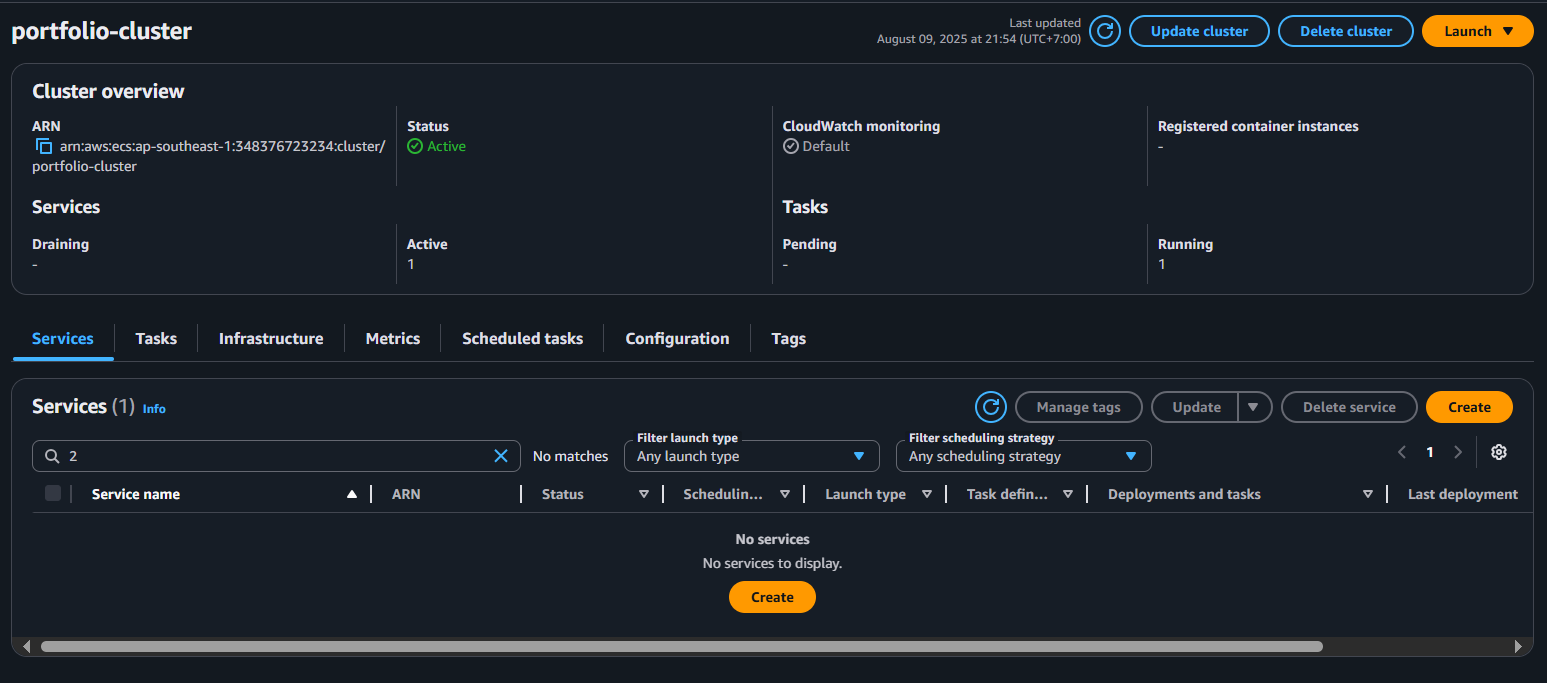 portfolio-cluster
Last updated
August 09, 2025 at 21:54 (UTC+7:00)
Update cluster
Delete cluster
Launch
Cluster overview
ARN
arn:aws:ecs:ap-southeast-1:348376723234:cluster/
portfolio-cluster
Status
Active
CloudWatch monitoring
Default
Registered container instances
-
Services
Draining
-
Active
1
Tasks
Pending
-
Running
1
Services
Tasks
Infrastructure
Metrics
Scheduled tasks
Configuration
Tags
Services (1) Info
Manage tags
Update
Delete service
Create
2
No matches
Filter launch type
Any launch type
Filter scheduling strategy
Any scheduling strategy
1
Service name
ARN
Status
Schedulin...
Launch type
Task defin...
Deployments and tasks
Last deployment
No services
No services to display.
Create